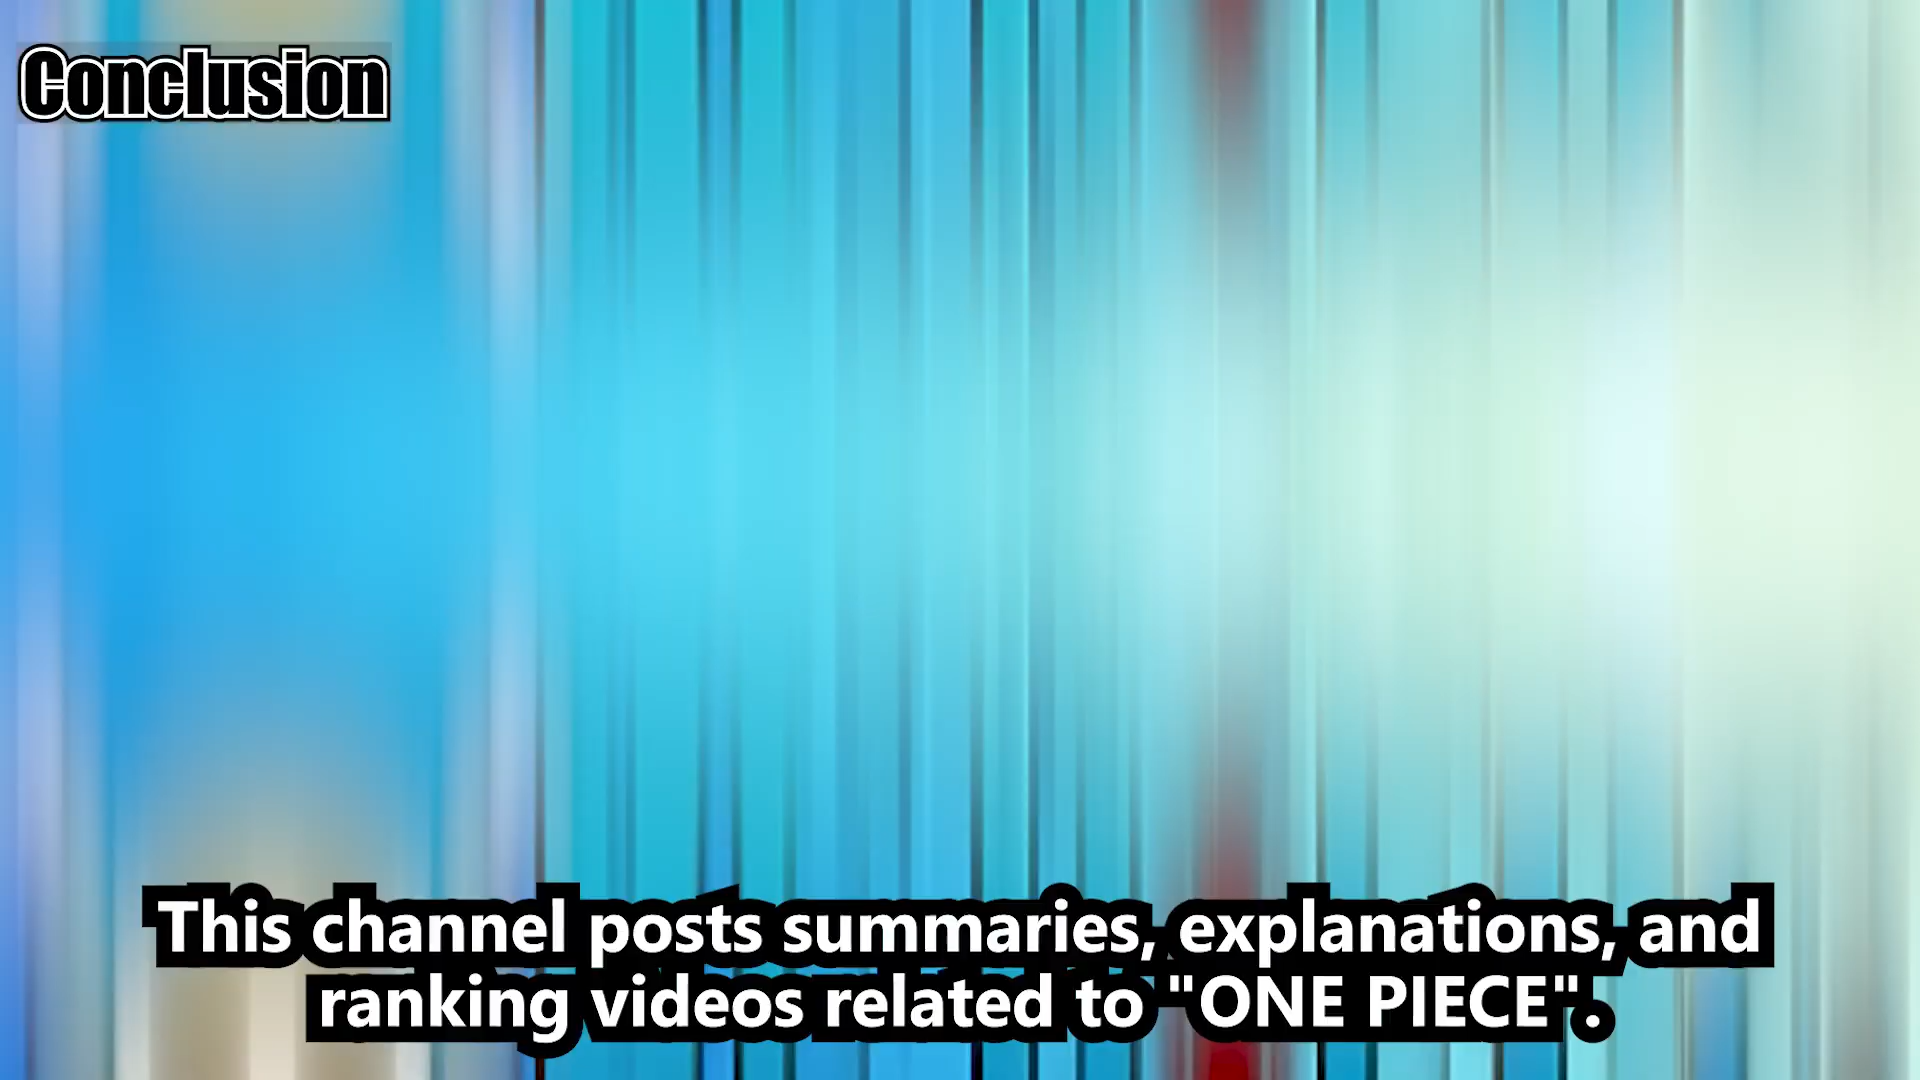 Conclusion
This channel posts summaries, explanations, and
ranking videos related to "ONE PIECE".